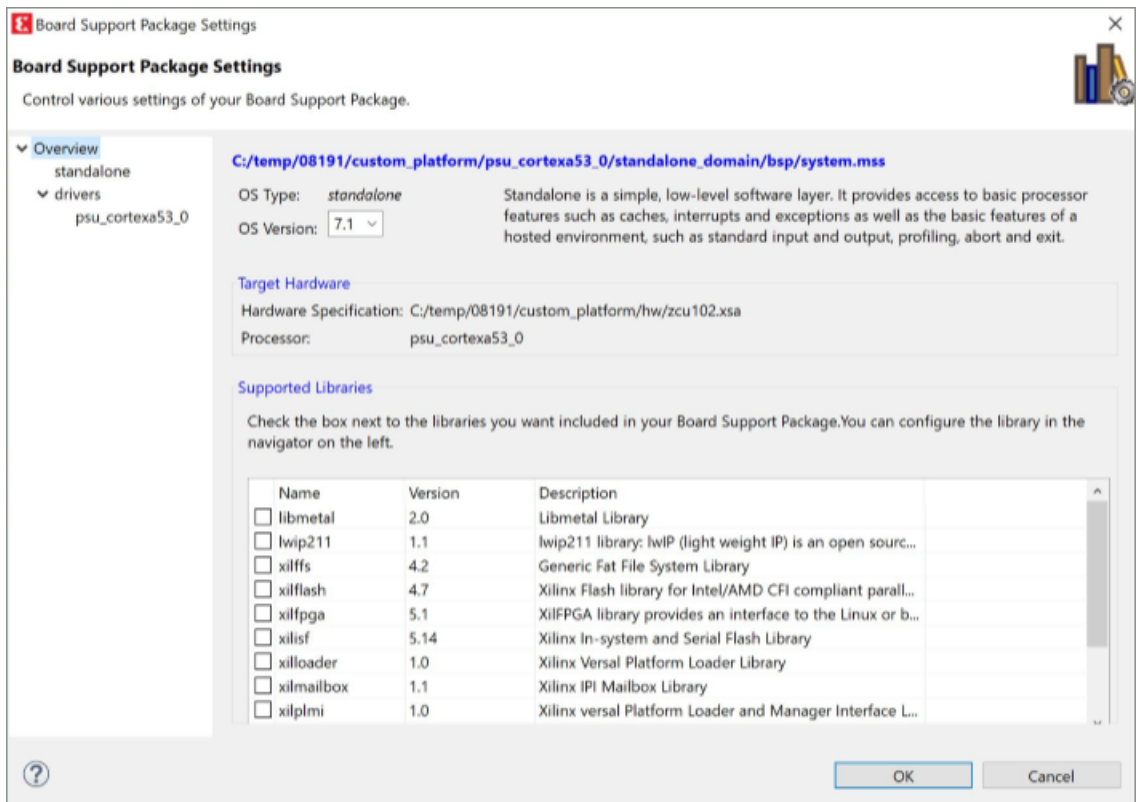 Board Support Package Settings
Board Support Package Settings
Control various settings of your Board Support Package.
Overview
standalone
drivers
psu_cortexa53_0
C:/temp/08191/custom_platform/psu_cortexa53_0/standalone_domain/bsp/system.mss
OS Type: standalone
OS Version: 7.1
Standalone is a simple, low-level software layer. It provides access to basic processor
features such as caches, interrupts and exceptions as well as the basic features of a
hosted environment, such as standard input and output, profiling, abort and exit.
Target Hardware
Hardware Specification: C:/temp/08191/custom_platform/hw/zcu102.xsa
Processor: psu_cortexa53_0
Supported Libraries
Check the box next to the libraries you want included in your Board Support Package.You can configure the library in the
navigator on the left.
Name Version Description
libmetal 2.0 Libmetal Library
lwip211 1.1 lwip211 library: lwIP (light weight IP) is an open sourc...
xilffs 4.2 Generic Fat File System Library
xilflash 4.7 Xilinx Flash library for Intel/AMD CFI compliant parall...
xilfpga 5.1 XilFPGA library provides an interface to the Linux or b...
xilisf 5.14 Xilinx In-system and Serial Flash Library
xilloader 1.0 Xilinx Versal Platform Loader Library
xilmailbox 1.1 Xilinx IPI Mailbox Library
xilplmi 1.0 Xilinx versal Platform Loader and Manager Interface L...
OK Cancel